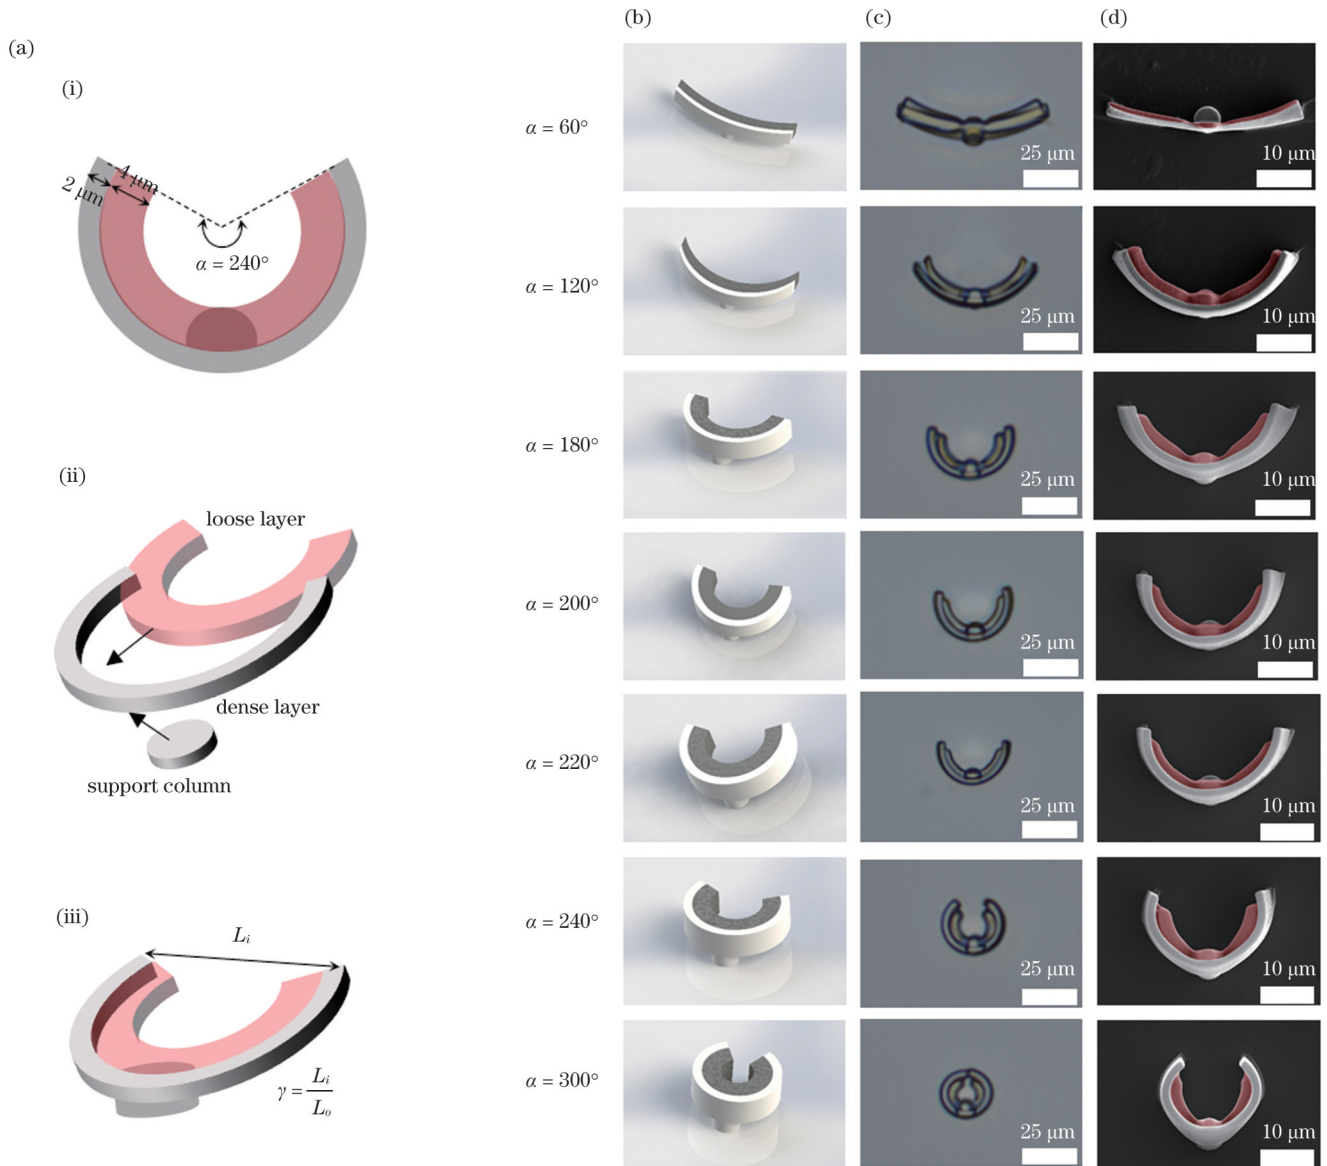 (a)
(i)
4 μm
2 μm
α = 240°
(ii)
loose layer
dense layer
support column
(iii)
Lᵢ
γ = Lᵢ / Lₒ
(b) (c) (d)
α = 60° 25 μm 10 μm
α = 120° 25 μm 10 μm
α = 180° 25 μm 10 μm
α = 200° 25 μm 10 μm
α = 220° 25 μm 10 μm
α = 240° 25 μm 10 μm
α = 300° 25 μm 10 μm